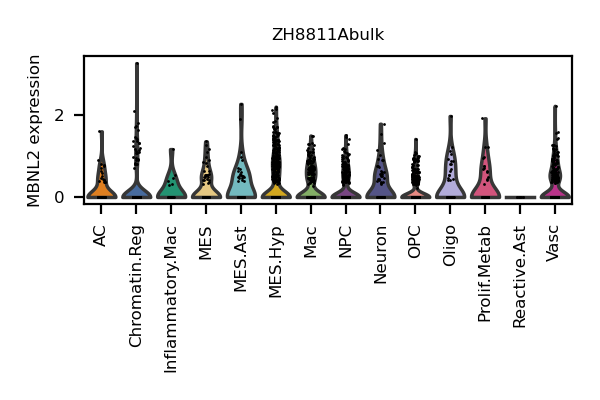 ZH8811Abulk
MBNL2 expression
2
0
AC
Chromatin.Reg
Inflammatory.Mac
MES
MES.Ast
MES.Hyp
Mac
NPC
Neuron
OPC
Oligo
Prolif.Metab
Reactive.Ast
Vasc